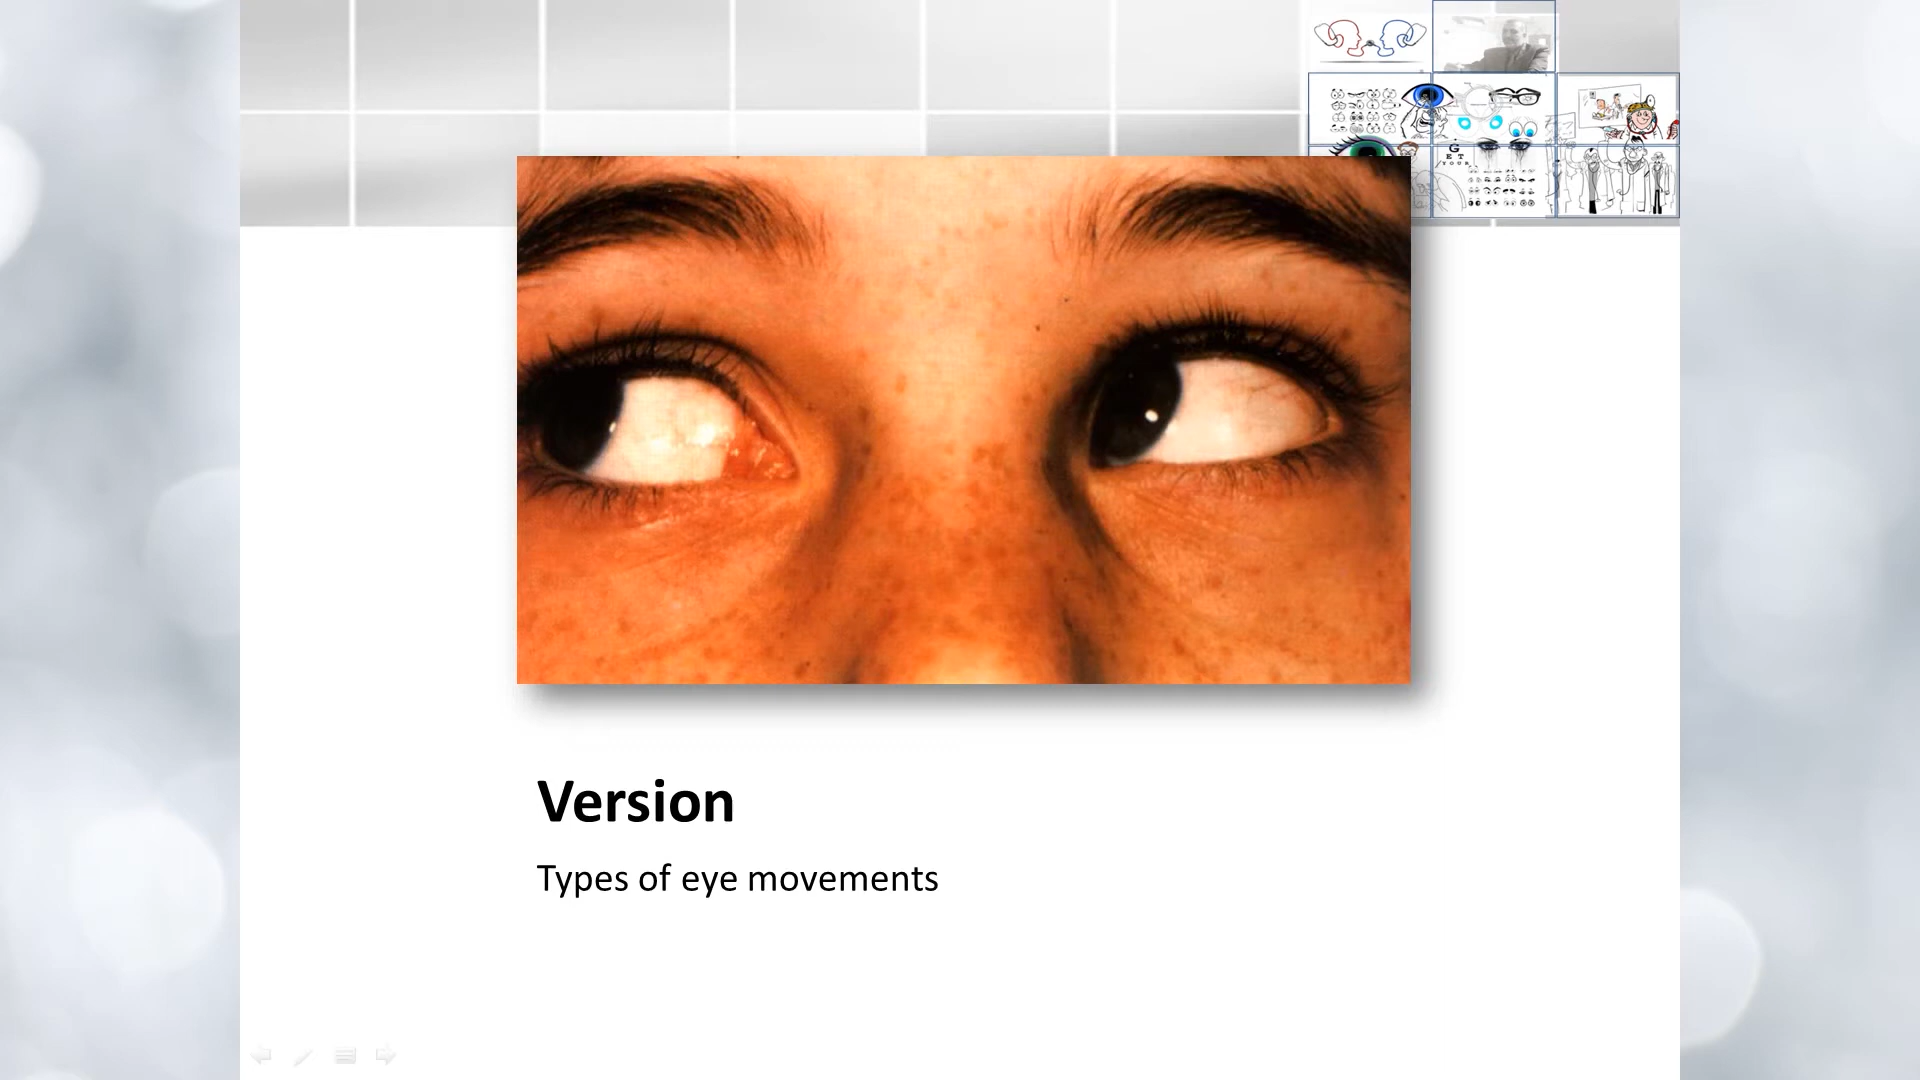 G
E T
Y O U R
Version
Types of eye movements